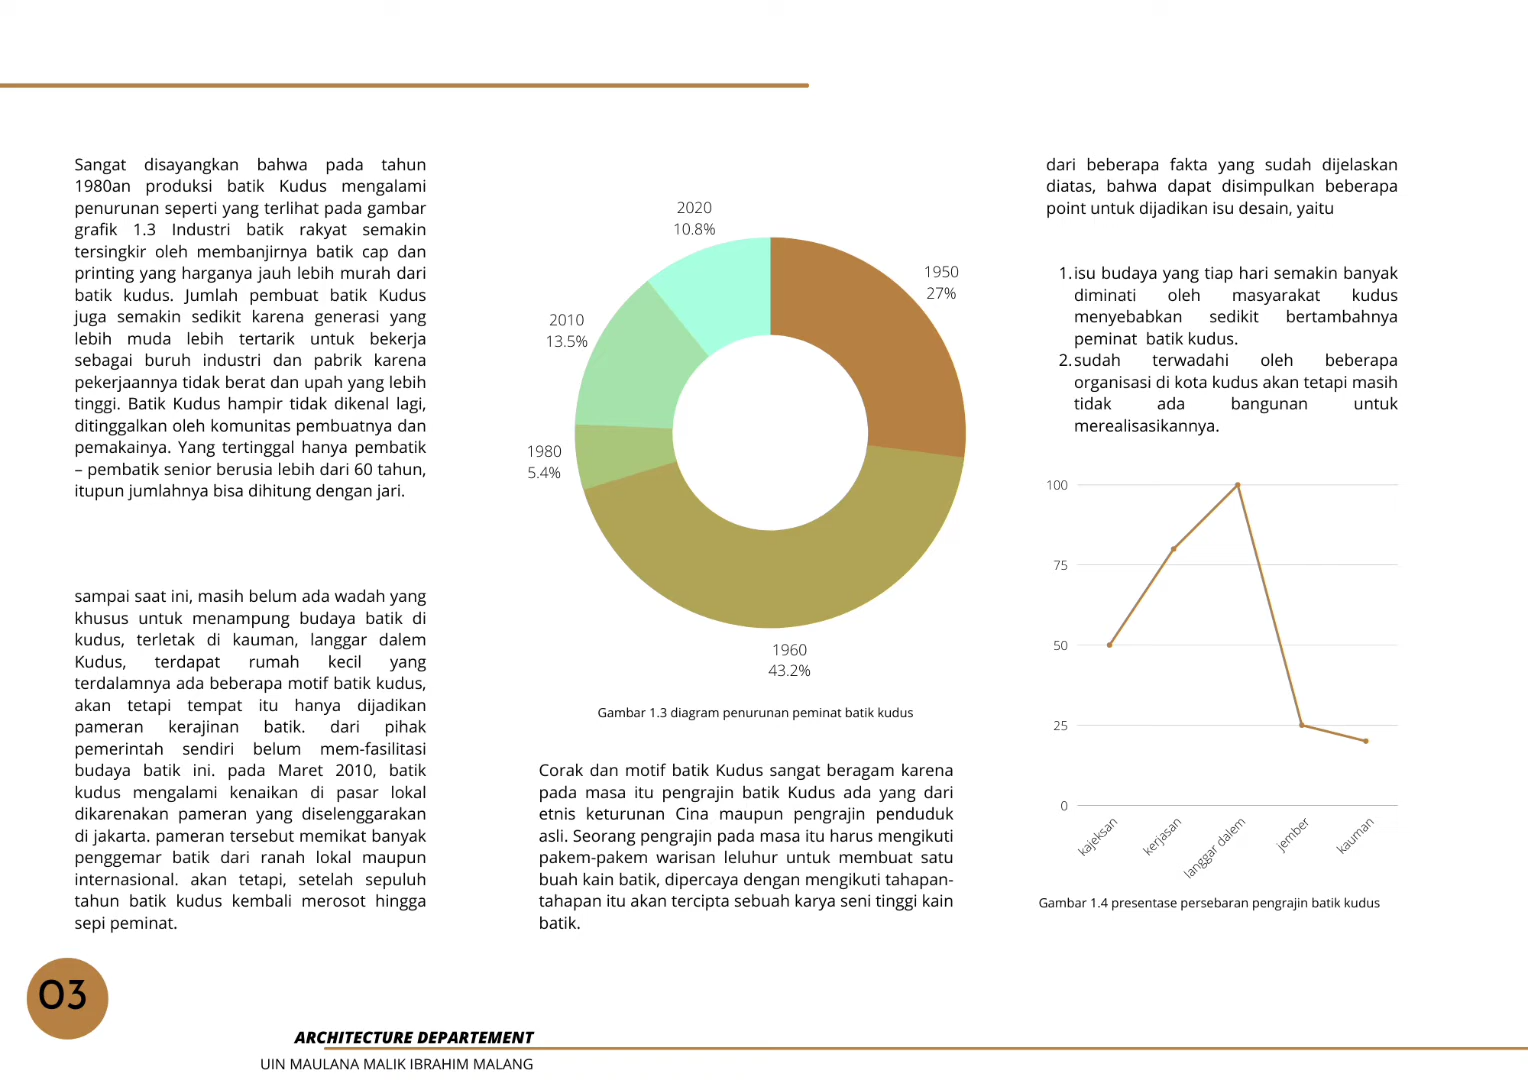 Sangat disayangkan bahwa pada tahun
1980an produksi batik Kudus mengalami
penurunan seperti yang terlihat pada gambar
grafik 1.3 Industri batik rakyat semakin
tersingkir oleh membanjirnya batik cap dan
printing yang harganya jauh lebih murah dari
batik kudus. Jumlah pembuat batik Kudus
juga semakin sedikit karena generasi yang
lebih muda lebih tertarik untuk bekerja
sebagai buruh industri dan pabrik karena
pekerjaannya tidak berat dan upah yang lebih
tinggi. Batik Kudus hampir tidak dikenal lagi,
ditinggalkan oleh komunitas pembuatnya dan
pemakainya. Yang tertinggal hanya pembatik
– pembatik senior berusia lebih dari 60 tahun,
itupun jumlahnya bisa dihitung dengan jari.
sampai saat ini, masih belum ada wadah yang
khusus untuk menampung budaya batik di
kudus, terletak di kauman, langgar dalem
Kudus, terdapat rumah kecil yang
terdalamnya ada beberapa motif batik kudus,
akan tetapi tempat itu hanya dijadikan
pameran kerajinan batik. dari pihak
pemerintah sendiri belum mem-fasilitasi
budaya batik ini. pada Maret 2010, batik
kudus mengalami kenaikan di pasar lokal
dikarenakan pameran yang diselenggarakan
di jakarta. pameran tersebut memikat banyak
penggemar batik dari ranah lokal maupun
internasional. akan tetapi, setelah sepuluh
tahun batik kudus kembali merosot hingga
sepi peminat.
2020
10.8%
1950
27%
2010
13.5%
1980
5.4%
1960
43.2%
Gambar 1.3 diagram penurunan peminat batik kudus
Corak dan motif batik Kudus sangat beragam karena
pada masa itu pengrajin batik Kudus ada yang dari
etnis keturunan Cina maupun pengrajin penduduk
asli. Seorang pengrajin pada masa itu harus mengikuti
pakem-pakem warisan leluhur untuk membuat satu
buah kain batik, dipercaya dengan mengikuti tahapan-
tahapan itu akan tercipta sebuah karya seni tinggi kain
batik.
dari beberapa fakta yang sudah dijelaskan
diatas, bahwa dapat disimpulkan beberapa
point untuk dijadikan isu desain, yaitu
1. isu budaya yang tiap hari semakin banyak
diminati oleh masyarakat kudus
menyebabkan sedikit bertambahnya
peminat batik kudus.
2. sudah terwadahi oleh beberapa
organisasi di kota kudus akan tetapi masih
tidak ada bangunan untuk
merealisasikannya.
100
75
50
25
0
kajeksan
kerjasan
langgar dalem
jember
kauman
Gambar 1.4 presentase persebaran pengrajin batik kudus
03
ARCHITECTURE DEPARTEMENT
UIN MAULANA MALIK IBRAHIM MALANG